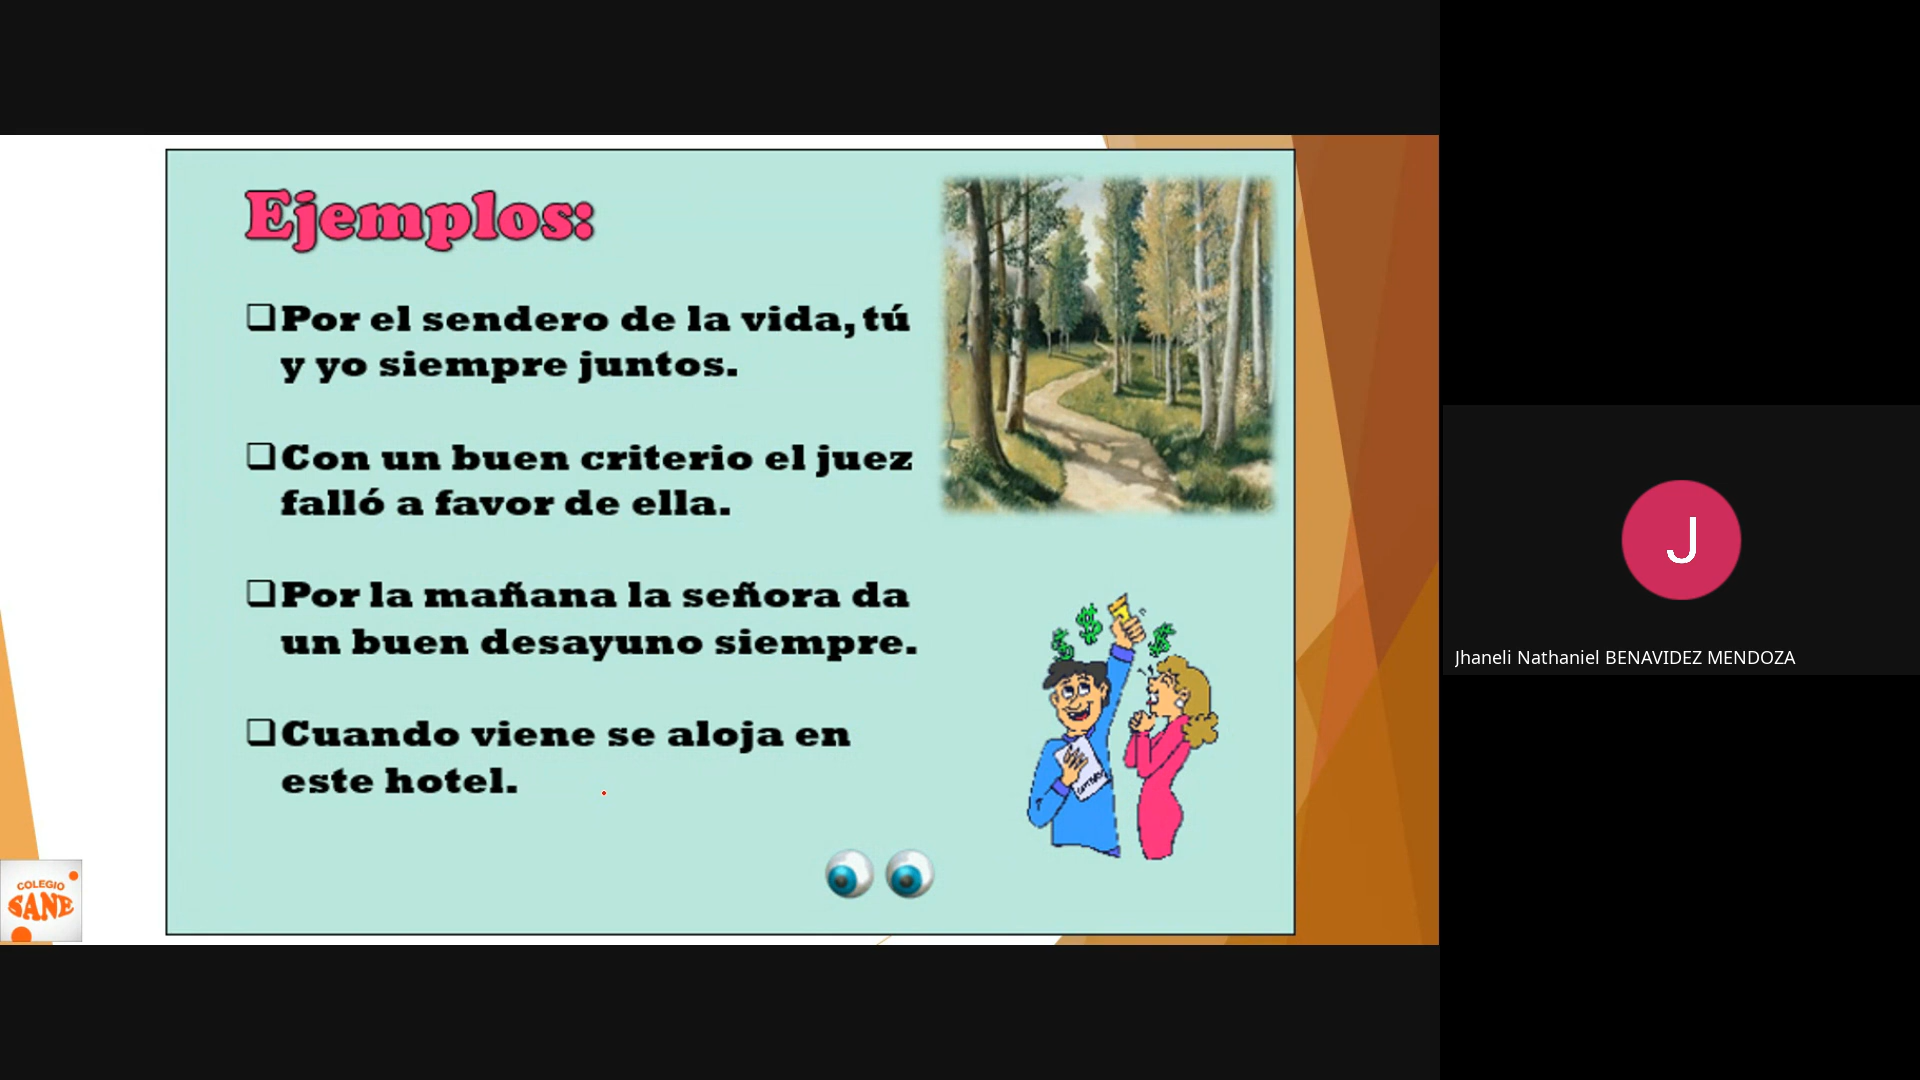 Ejemplos:
Por el sendero de la vida, tú
y yo siempre juntos.
Con un buen criterio el juez
falló a favor de ella.
Por la mañana la señora da
un buen desayuno siempre.
Cuando viene se aloja en
este hotel.
COLEGIO
SANE
J
Jhaneli Nathaniel BENAVIDEZ MENDOZA